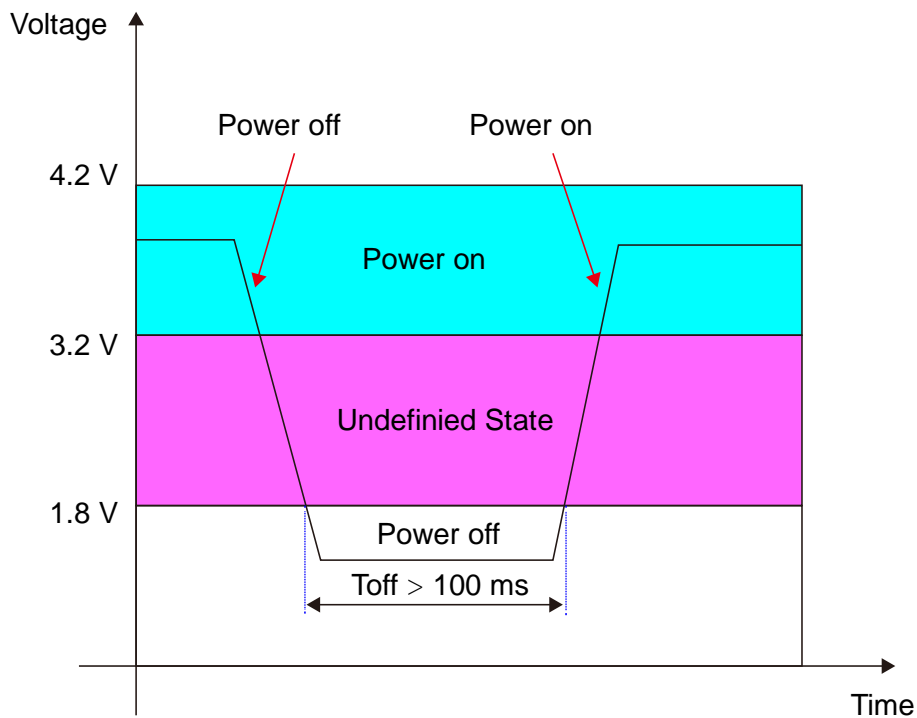 Voltage
Power off
Power on
4.2 V
Power on
3.2 V
Undefinied State
1.8 V
Power off
Toff > 100 ms
Time